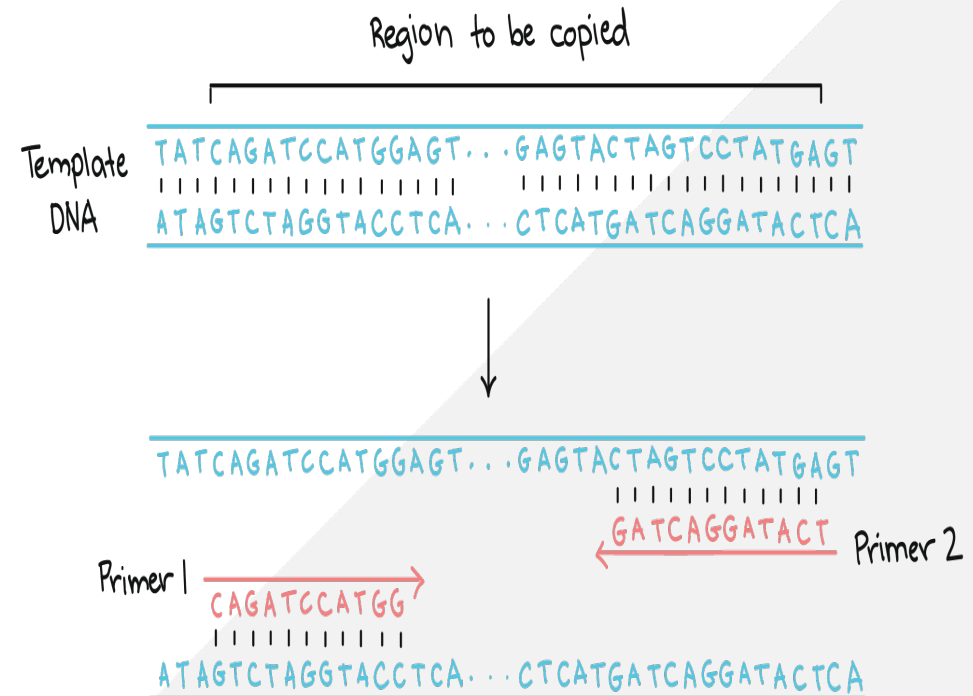 Region to be copied
Template
DNA
TATCAGATCCATGGAGT...GAGTACTAGTCCTATGAGT
ATAGTCTAGGTACCTCA...CTCATGATCAGGATACTCA
TATCAGATCCATGGAGT...GAGTACTAGTCCTATGAGT
GATCAGGATACT
Primer 2
Primer 1
CAGATCCATGG
ATAGTCTAGGTACCTCA...CTCATGATCAGGATACTCA